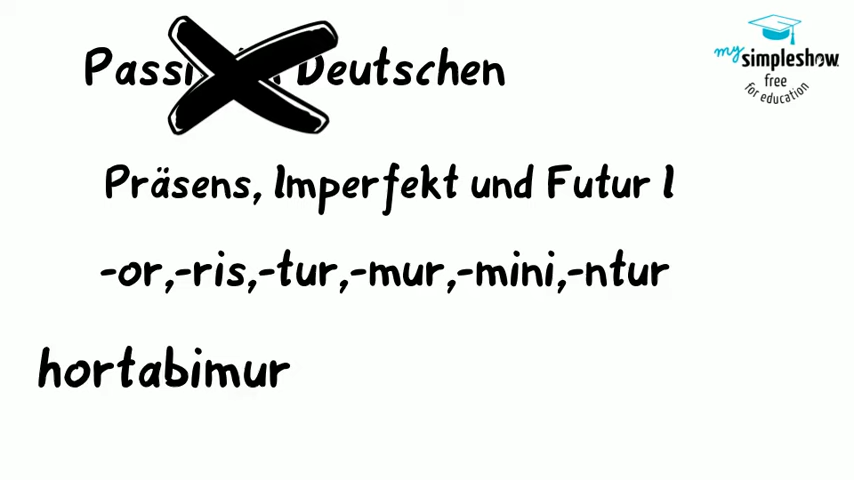 Passi Deutschen
my
simpleshow
free
for education
Präsens, Imperfekt und Futur I
-or,-ris,-tur,-mur,-mini,-ntur
hortabimur